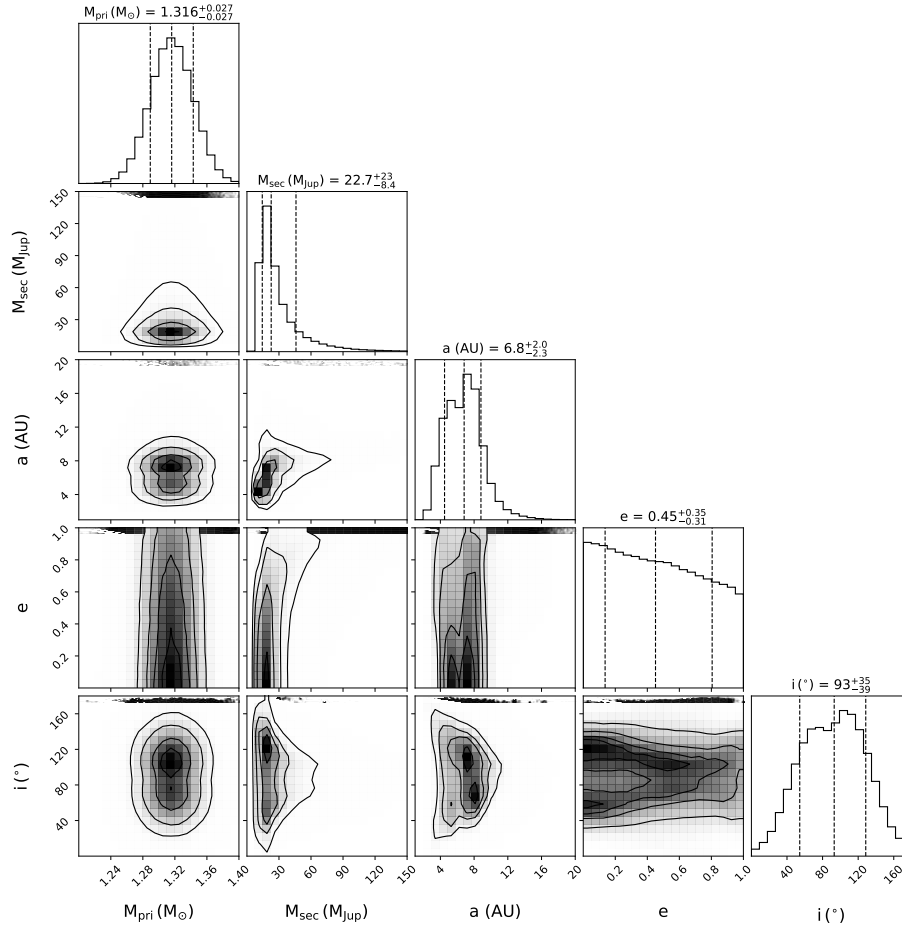 M_pri (M_⊙) = 1.316^{+0.027}_{−0.027}
M_sec (M_Jup) = 22.7^{+23}_{−8.4}
150
120
90
60
30
M_sec (M_Jup)
a (AU) = 6.8^{+2.0}_{−2.3}
20
16
12
8
4
a (AU)
e = 0.45^{+0.35}_{−0.31}
1.0
0.8
0.6
0.4
0.2
e
i (°) = 93^{+35}_{−39}
160
120
80
40
i (°)
1.24 1.28 1.32 1.36 1.40
30 60 90 120 150
4 8 12 16 20
0.2 0.4 0.6 0.8 1.0
40 80 120 160
M_pri (M_⊙) M_sec (M_Jup) a (AU) e i (°)